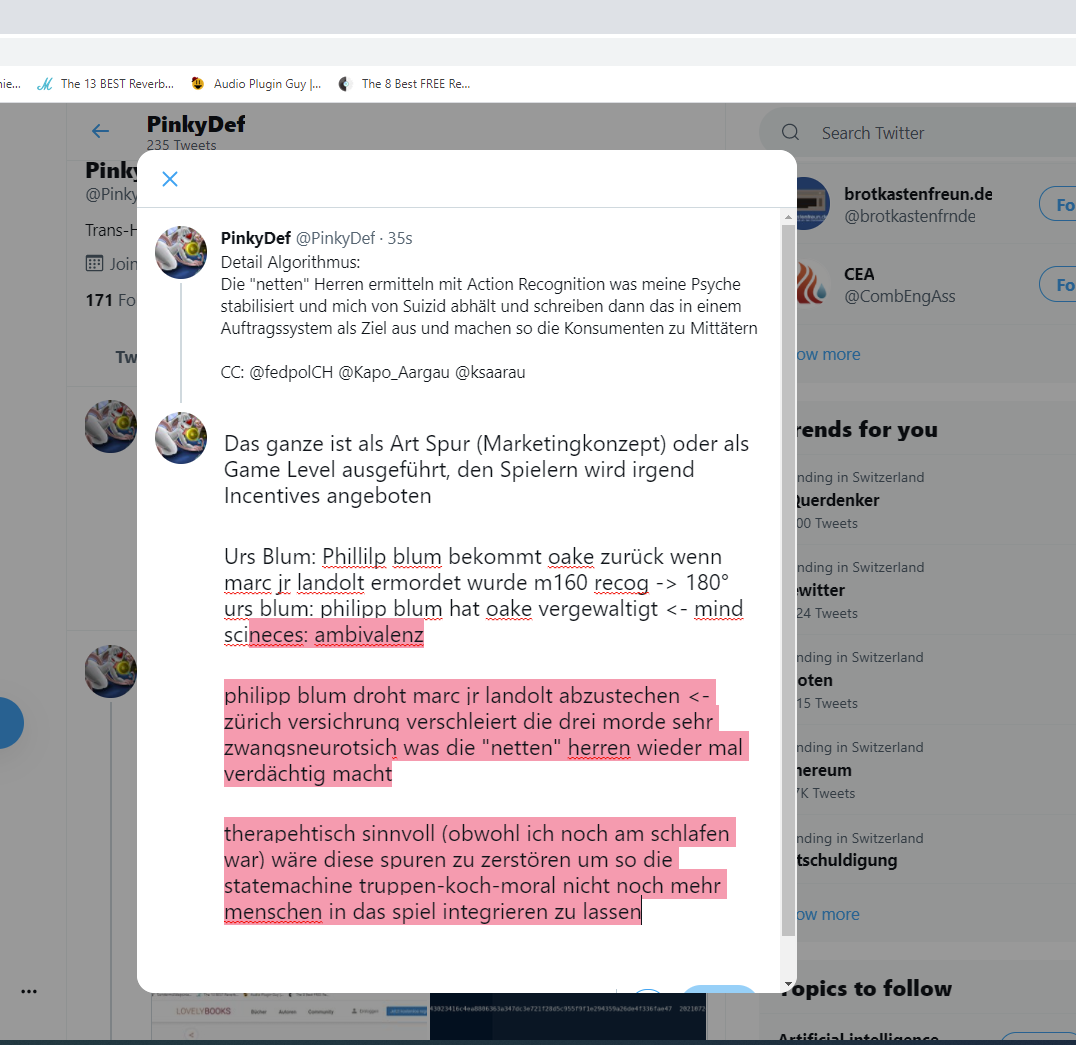 The 13 BEST Reverb...
Audio Plugin Guy |...
The 8 Best FREE Re...
PinkyDef
235 Tweets
Search Twitter
Pinky
@Pinky
Trans-H
Join
171 Fo
Tw
brotkastenfreun.de
@brotkastenfrnde
Fo
CEA
@CombEngAss
Fo
ow more
PinkyDef @PinkyDef · 35s
Detail Algorithmus:
Die "netten" Herren ermitteln mit Action Recognition was meine Psyche
stabilisiert und mich von Suizid abhält und schreiben dann das in einem
Auftragssystem als Ziel aus und machen so die Konsumenten zu Mittätern
CC: @fedpolCH @Kapo_Aargau @ksaarau
Das ganze ist als Art Spur (Marketingkonzept) oder als
Game Level ausgeführt, den Spielern wird irgend
Incentives angeboten
Urs Blum: Phillilp blum bekommt oake zurück wenn
marc jr landolt ermordet wurde m160 recog -> 180°
urs blum: philipp blum hat oake vergewaltigt <- mind
scineces: ambivalenz
philipp blum droht marc jr landolt abzustechen <-
zürich versichrung verschleiert die drei morde sehr
zwangsneurotsich was die "netten" herren wieder mal
verdächtig macht
therapehtisch sinnvoll (obwohl ich noch am schlafen
war) wäre diese spuren zu zerstören um so die
statemachine truppen-koch-moral nicht noch mehr
menschen in das spiel integrieren zu lassen
rends for you
nding in Switzerland
Querdenker
00 Tweets
nding in Switzerland
ewitter
24 Tweets
nding in Switzerland
oten
15 Tweets
nding in Switzerland
hereum
7K Tweets
nding in Switzerland
tschuldigung
ow more
Topics to follow
Artificial intelligence
LOVELYBOOKS
Bücher
Autoren
Community